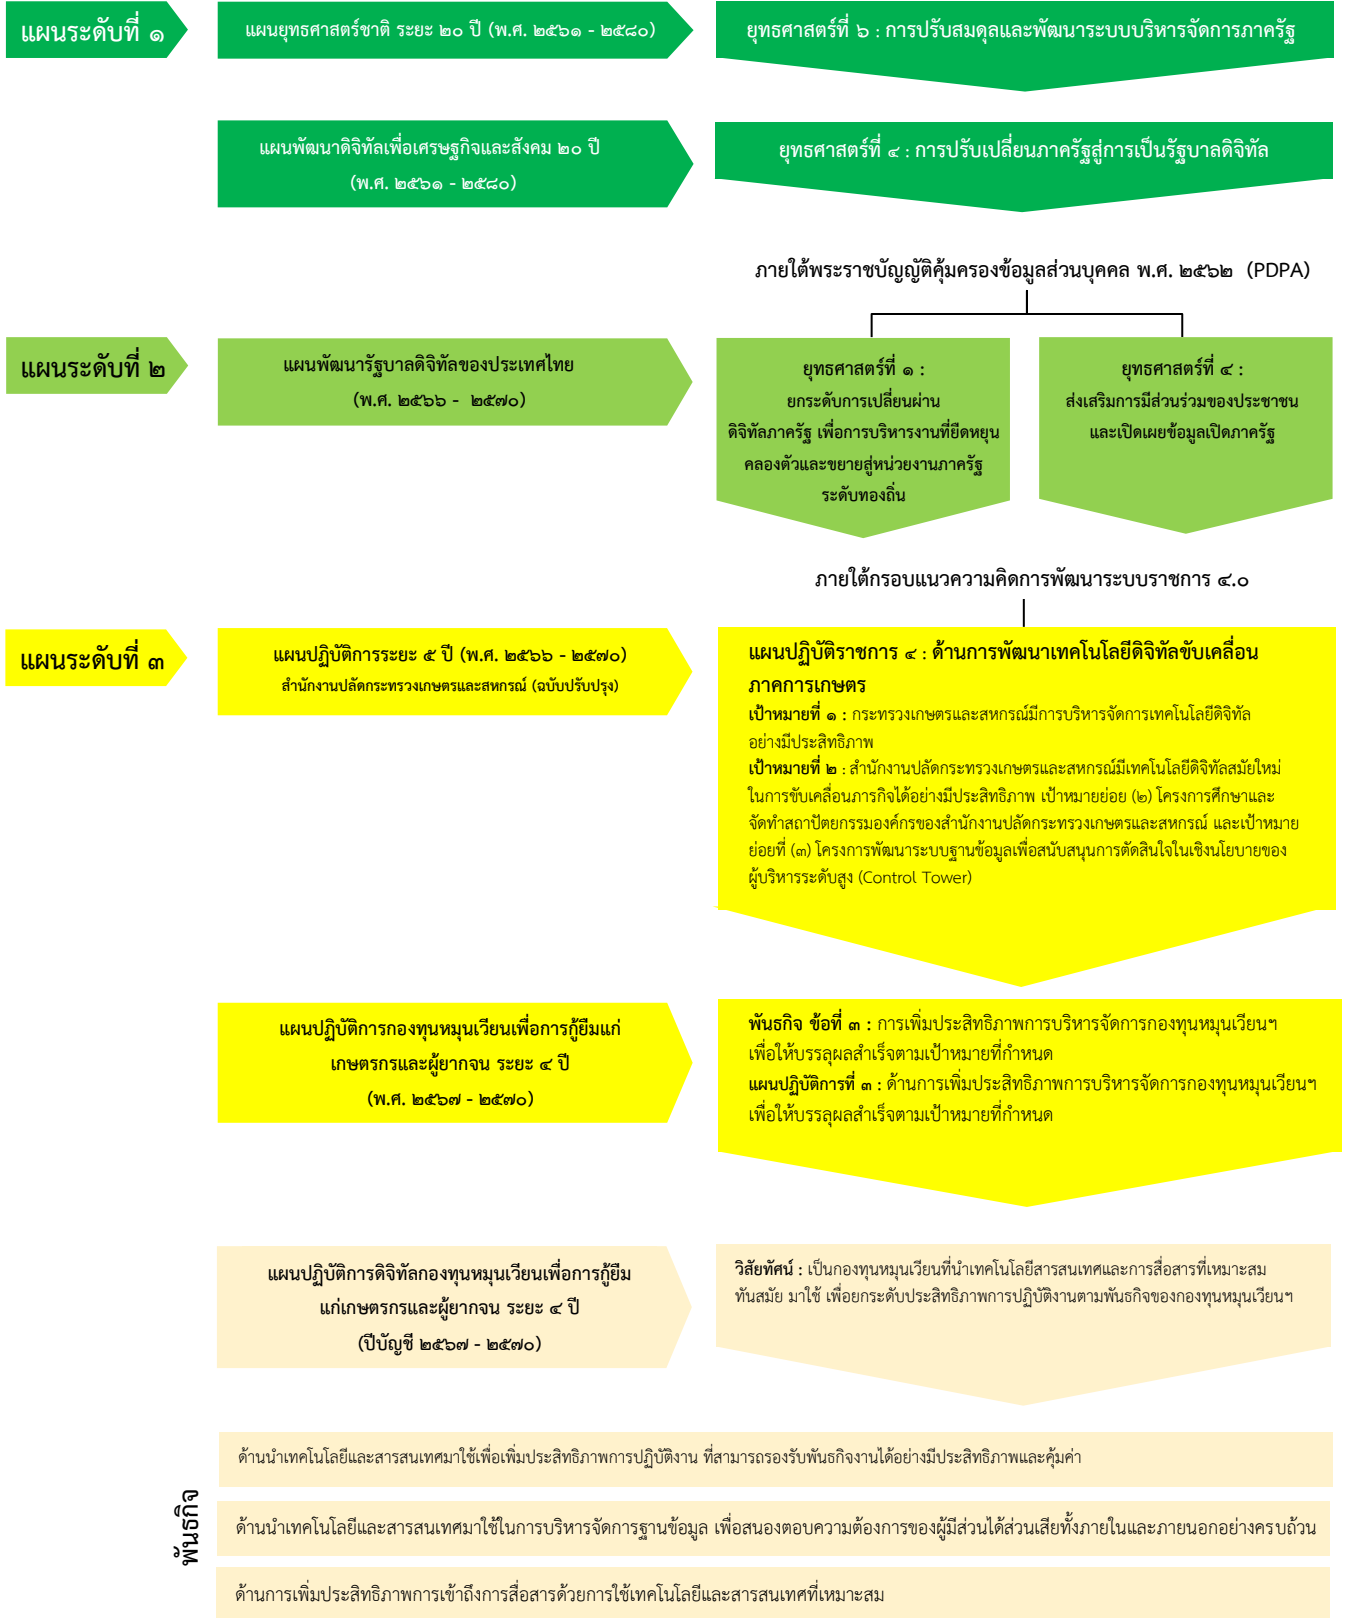 แผนระดับที่ ๑
แผนยุทธศาสตร์ชาติ ระยะ ๒๐ ปี (พ.ศ. ๒๕๖๑ - ๒๕๘๐)
ยุทธศาสตร์ที่ ๖ : การปรับสมดุลและพัฒนาระบบบริหารจัดการภาครัฐ
แผนพัฒนาดิจิทัลเพื่อเศรษฐกิจและสังคม ๒๐ ปี
(พ.ศ. ๒๕๖๑ - ๒๕๘๐)
ยุทธศาสตร์ที่ ๔ : การปรับเปลี่ยนภาครัฐสู่การเป็นรัฐบาลดิจิทัล
ภายใต้พระราชบัญญัติคุ้มครองข้อมูลส่วนบุคคล พ.ศ. ๒๕๖๒ (PDPA)
แผนระดับที่ ๒
แผนพัฒนารัฐบาลดิจิทัลของประเทศไทย
(พ.ศ. ๒๕๖๖ - ๒๕๗๐)
ยุทธศาสตร์ที่ ๑ :
ยกระดับการเปลี่ยนผ่าน
ดิจิทัลภาครัฐ เพื่อการบริหารงานที่ยืดหยุ่น
คลองตัวและขยายสู่หน่วยงานภาครัฐ
ระดับทองถิ่น
ยุทธศาสตร์ที่ ๔ :
ส่งเสริมการมีส่วนร่วมของประชาชน
และเปิดเผยข้อมูลเปิดภาครัฐ
ภายใต้กรอบแนวความคิดการพัฒนาระบบราชการ ๔.๐
แผนระดับที่ ๓
แผนปฏิบัติการระยะ ๕ ปี (พ.ศ. ๒๕๖๖ - ๒๕๗๐)
สำนักงานปลัดกระทรวงเกษตรและสหกรณ์ (ฉบับปรับปรุง)
แผนปฏิบัติราชการ ๔ : ด้านการพัฒนาเทคโนโลยีดิจิทัลขับเคลื่อน
ภาคการเกษตร
เป้าหมายที่ ๑ : กระทรวงเกษตรและสหกรณ์มีการบริหารจัดการเทคโนโลยีดิจิทัล
อย่างมีประสิทธิภาพ
เป้าหมายที่ ๒ : สำนักงานปลัดกระทรวงเกษตรและสหกรณ์มีเทคโนโลยีดิจิทัลสมัยใหม่
ในการขับเคลื่อนภารกิจได้อย่างมีประสิทธิภาพ เป้าหมายย่อย (๒) โครงการศึกษาและ
จัดทำสถาปัตยกรรมองค์กรของสำนักงานปลัดกระทรวงเกษตรและสหกรณ์ และเป้าหมาย
ย่อยที่ (๓) โครงการพัฒนาระบบฐานข้อมูลเพื่อสนับสนุนการตัดสินใจในเชิงนโยบายของ
ผู้บริหารระดับสูง (Control Tower)
แผนปฏิบัติการกองทุนหมุนเวียนเพื่อการกู้ยืมแก่
เกษตรกรและผู้ยากจน ระยะ ๔ ปี
(พ.ศ. ๒๕๖๗ - ๒๕๗๐)
พันธกิจ ข้อที่ ๓ : การเพิ่มประสิทธิภาพการบริหารจัดการกองทุนหมุนเวียนฯ
เพื่อให้บรรลุผลสำเร็จตามเป้าหมายที่กำหนด
แผนปฏิบัติการที่ ๓ : ด้านการเพิ่มประสิทธิภาพการบริหารจัดการกองทุนหมุนเวียนฯ
เพื่อให้บรรลุผลสำเร็จตามเป้าหมายที่กำหนด
แผนปฏิบัติการดิจิทัลกองทุนหมุนเวียนเพื่อการกู้ยืม
แก่เกษตรกรและผู้ยากจน ระยะ ๔ ปี
(ปีบัญชี ๒๕๖๗ - ๒๕๗๐)
วิสัยทัศน์ : เป็นกองทุนหมุนเวียนที่นำเทคโนโลยีสารสนเทศและการสื่อสารที่เหมาะสม
ทันสมัย มาใช้ เพื่อยกระดับประสิทธิภาพการปฏิบัติงานตามพันธกิจของกองทุนหมุนเวียนฯ
พันธกิจ
ด้านนำเทคโนโลยีและสารสนเทศมาใช้เพื่อเพิ่มประสิทธิภาพการปฏิบัติงาน ที่สามารถรองรับพันธกิจงานได้อย่างมีประสิทธิภาพและคุ้มค่า
ด้านนำเทคโนโลยีและสารสนเทศมาใช้ในการบริหารจัดการฐานข้อมูล เพื่อสนองตอบความต้องการของผู้มีส่วนได้ส่วนเสียทั้งภายในและภายนอกอย่างครบถ้วน
ด้านการเพิ่มประสิทธิภาพการเข้าถึงการสื่อสารด้วยการใช้เทคโนโลยีและสารสนเทศที่เหมาะสม